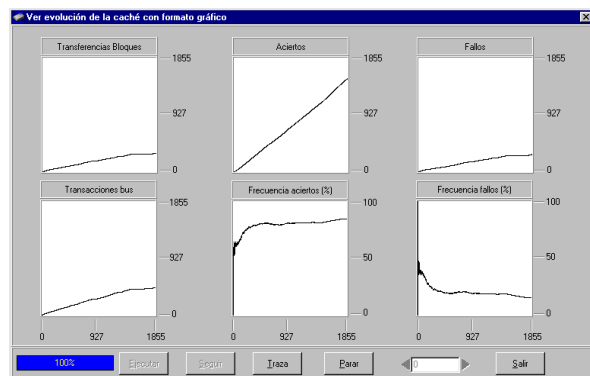 Ver evolución de la caché con formato gráfico
Transferencias Bloques
Aciertos
Fallos
1855
1855
1855
927
927
927
0
0
0
Transacciones bus
Frecuencia aciertos (%)
Frecuencia fallos (%)
1855
100
100
927
50
50
0
0
0
0 927 1855
0 927 1855
0 927 1855
100%
Ejecutar
Seguir
Traza
Parar
0
Salir